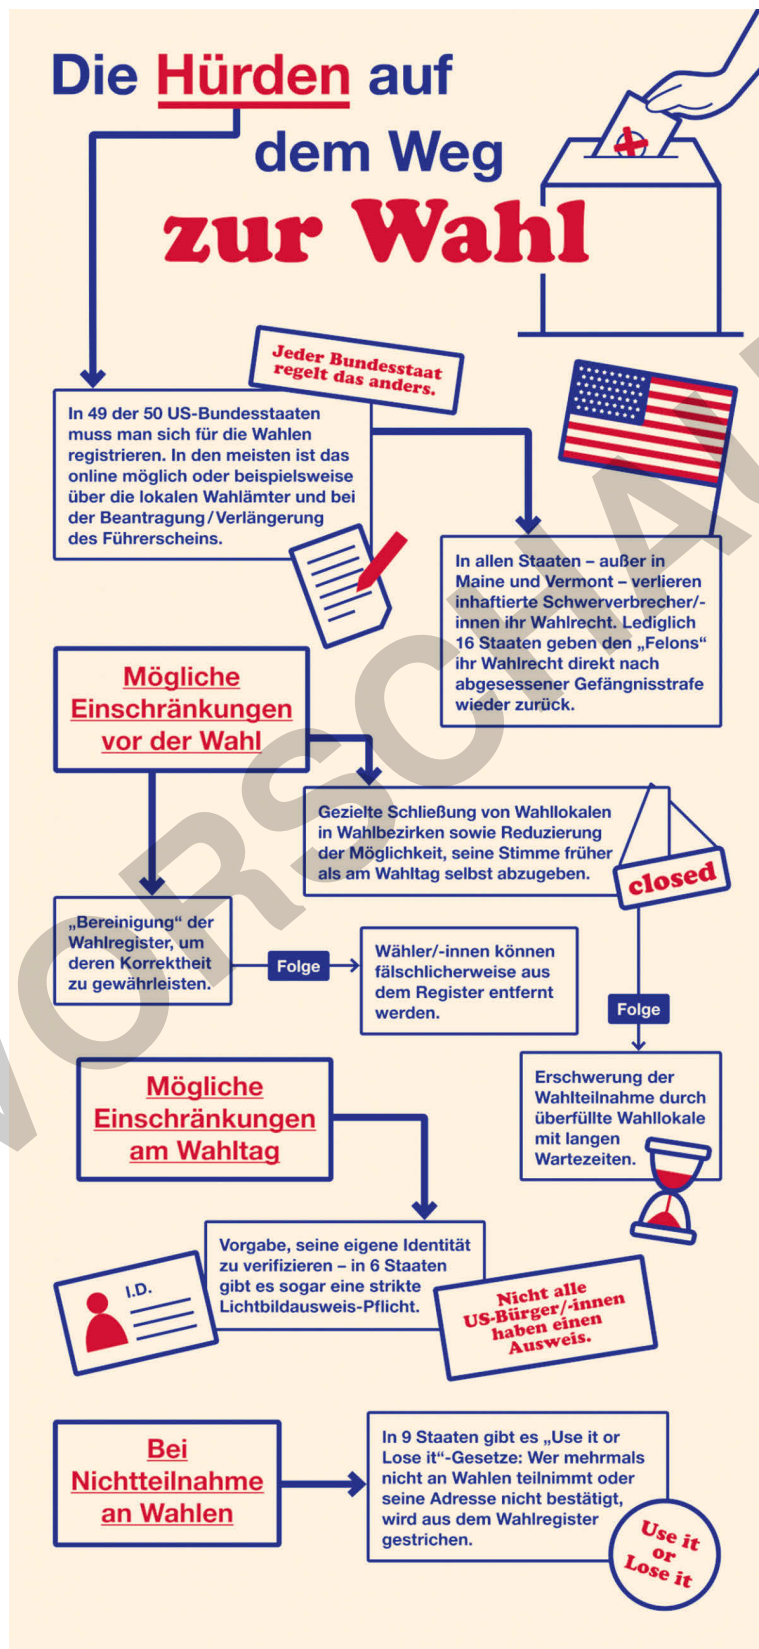 Die Hürden auf
dem Weg
zur Wahl
Jeder Bundesstaat
regelt das anders.
In 49 der 50 US-Bundesstaaten
muss man sich für die Wahlen
registrieren. In den meisten ist das
online möglich oder beispielsweise
über die lokalen Wahlämter und bei
der Beantragung/Verlängerung
des Führerscheins.
In allen Staaten – außer in
Maine und Vermont – verlieren
inhaftierte Schwerverbrecher/-
innen ihr Wahlrecht. Lediglich
16 Staaten geben den „Felons“
ihr Wahlrecht direkt nach
abgesessener Gefängnisstrafe
wieder zurück.
Mögliche
Einschränkungen
vor der Wahl
Gezielte Schließung von Wahllokalen
in Wahlbezirken sowie Reduzierung
der Möglichkeit, seine Stimme früher
als am Wahltag selbst abzugeben.
closed
„Bereinigung“ der
Wahlregister, um
deren Korrektheit
zu gewährleisten.
Folge
Wähler/-innen können
fälschlicherweise aus
dem Register entfernt
werden.
Folge
Erschwerung der
Wahlteilnahme durch
überfüllte Wahllokale
mit langen
Wartezeiten.
Mögliche
Einschränkungen
am Wahltag
Vorgabe, seine eigene Identität
zu verifizieren – in 6 Staaten
gibt es sogar eine strikte
Lichtbildausweis-Pflicht.
I.D.
Nicht alle
US-Bürger/-innen
haben einen
Ausweis.
Bei
Nichtteilnahme
an Wahlen
In 9 Staaten gibt es „Use it or
Lose it“-Gesetze: Wer mehrmals
nicht an Wahlen teilnimmt oder
seine Adresse nicht bestätigt,
wird aus dem Wahlregister
gestrichen.
Use it
or
Lose it
VORSCHAU